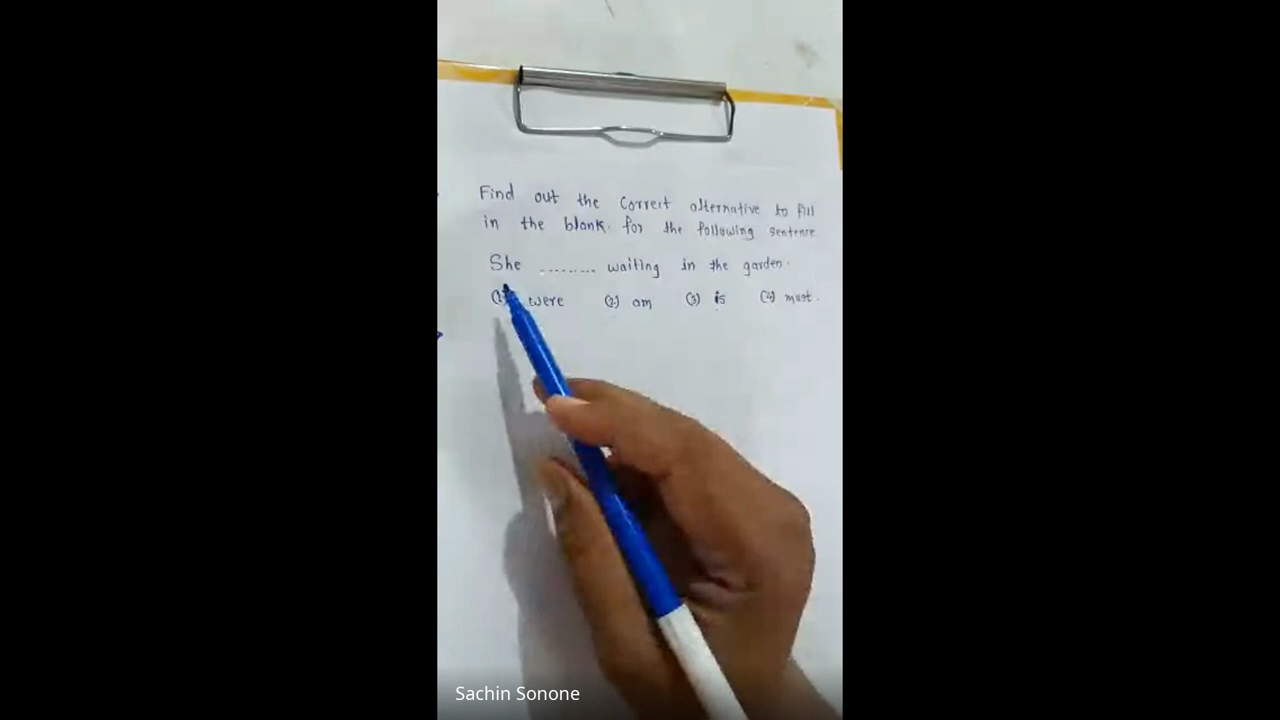 Find out the Correct alternative to fill
in the blank. for the following sentence
She ......... waiting in the garden.
(1) were (2) am (3) is (4) must.
Sachin Sonone